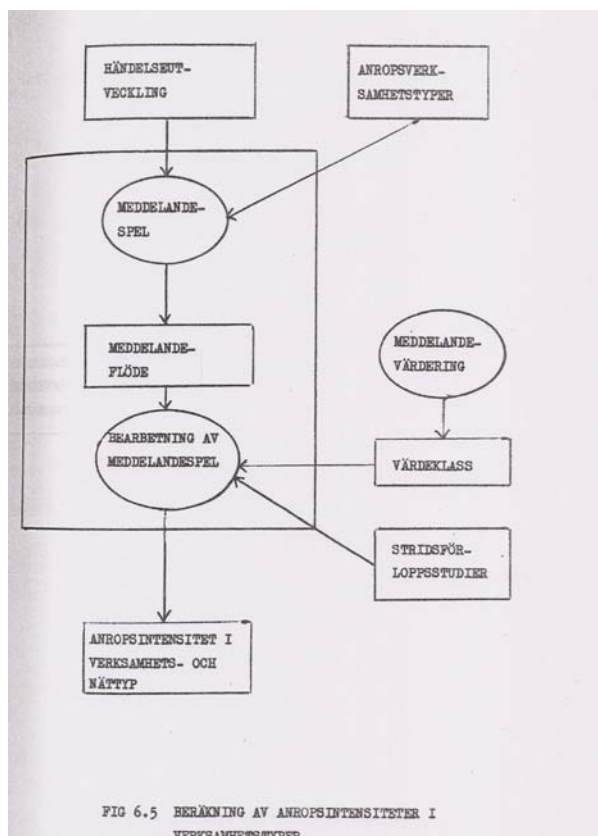 HÄNDELSEUT-
VECKLING
ANROPSVERK-
SAMHETSTYPER
MEDDELANDE-
SPEL
MEDDELANDE-
FLÖDE
MEDDELANDE-
VÄRDERING
BEARBETNING AV
MEDDELANDESPEL
VÄRDEKLASS
STRIDSFÖR-
LOPPSSTUDIER
ANROPSINTENSITET I
VERKSAMHETS- OCH
NÄTTYP
FIG 6.5 BERÄKNING AV ANROPSINTENSITETER I
VERKSAMHETSTYPER